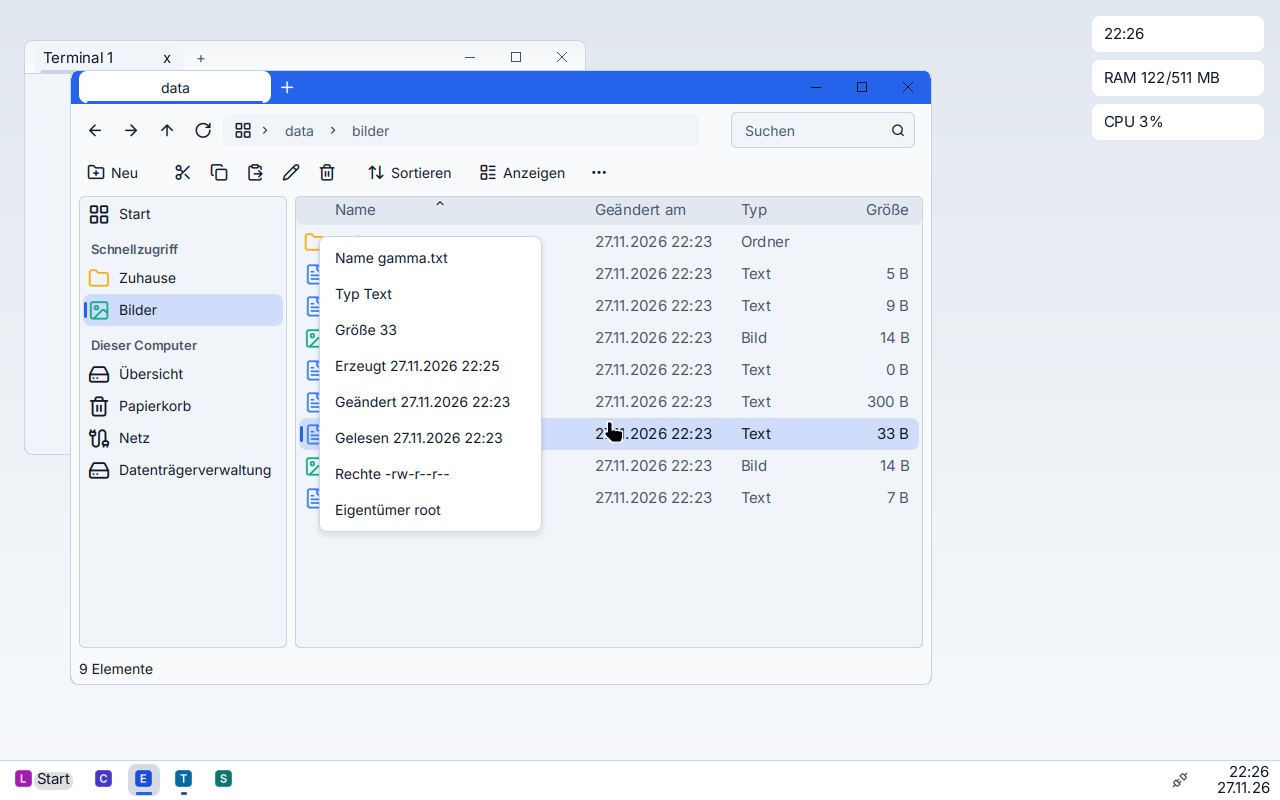 Terminal 1 x +
22:26
RAM 122/511 MB
CPU 3%
data +
data bilder
Suchen
Neu Sortieren Anzeigen
Start
Schnellzugriff
Zuhause
Bilder
Dieser Computer
Übersicht
Papierkorb
Netz
Datenträgerverwaltung
Name Geändert am Typ Größe
27.11.2026 22:23 Ordner
27.11.2026 22:23 Text 5 B
27.11.2026 22:23 Text 9 B
27.11.2026 22:23 Bild 14 B
27.11.2026 22:23 Text 0 B
27.11.2026 22:23 Text 300 B
27.11.2026 22:23 Text 33 B
27.11.2026 22:23 Bild 14 B
27.11.2026 22:23 Text 7 B
Name gamma.txt
Typ Text
Größe 33
Erzeugt 27.11.2026 22:25
Geändert 27.11.2026 22:23
Gelesen 27.11.2026 22:23
Rechte -rw-r--r--
Eigentümer root
9 Elemente
L Start C E T S
22:26
27.11.26